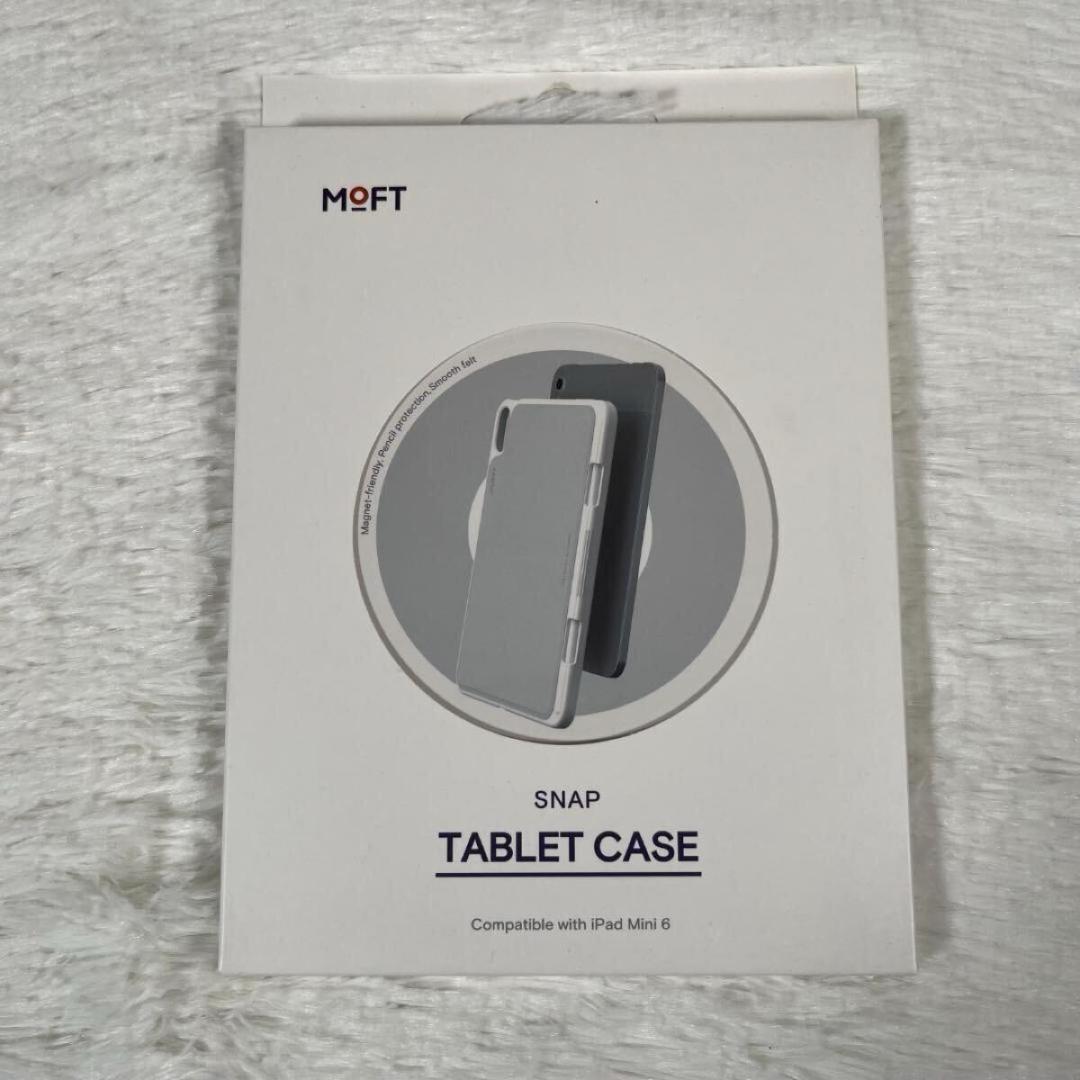 MOFT
Magnet-friendly, Pencil protection, Smooth felt
SNAP
TABLET CASE
Compatible with iPad Mini 6